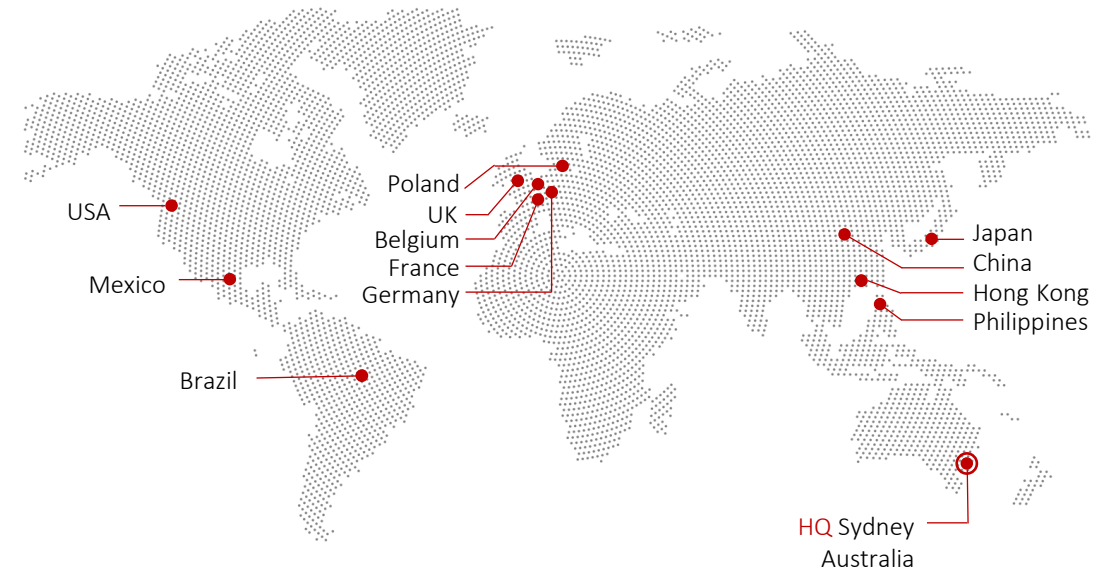 Poland
UK
Belgium
France
Germany
USA
Mexico
Brazil
Japan
China
Hong Kong
Philippines
HQ Sydney
Australia